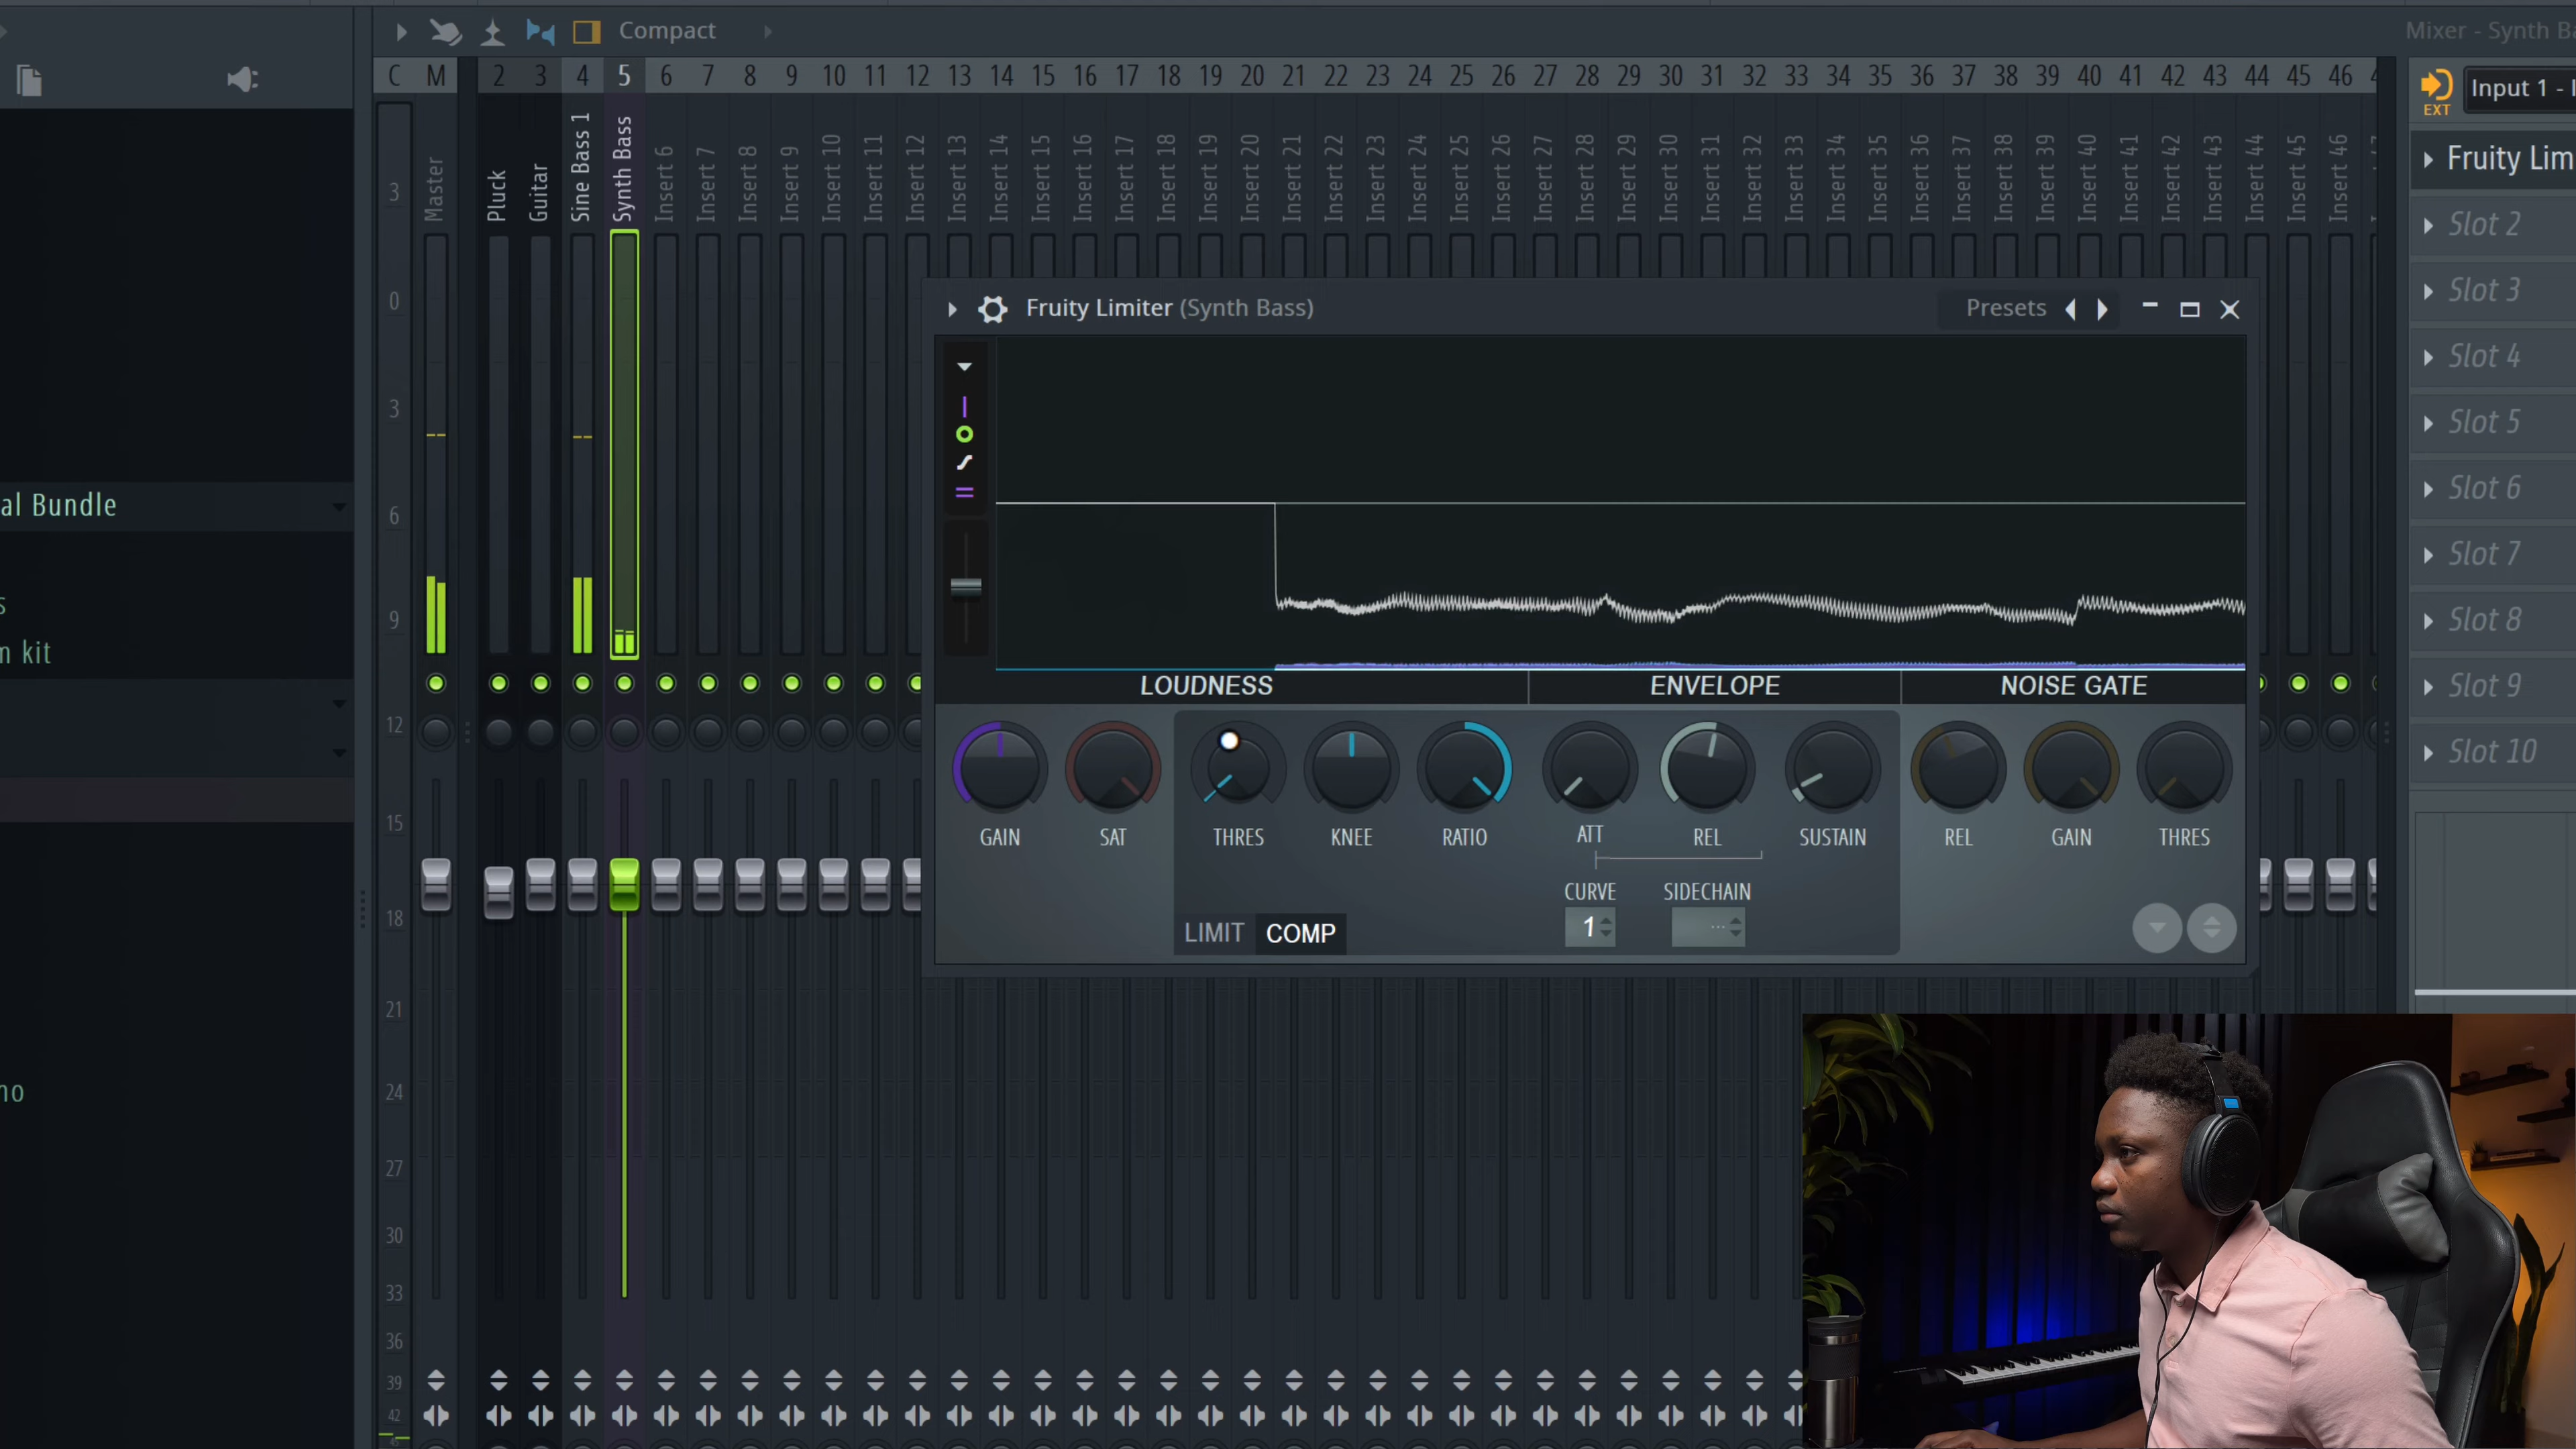 Compact
Mixer - Synth Ba
C M 2 3 4 5 6 7 8 9 10 11 12 13 14 15 16 17 18 19 20 21 22 23 24 25 26 27 28 29 30 31 32 33 34 35 36 37 38 39 40 41 42 43 44 45 46
Input 1 - I
EXT
Master
Pluck
Guitar
Sine Bass 1
Synth Bass
Insert 6
Insert 7
Insert 8
Insert 9
Insert 10
Insert 11
Insert 12
Insert 13
Insert 14
Insert 15
Insert 16
Insert 17
Insert 18
Insert 19
Insert 20
Insert 21
Insert 22
Insert 23
Insert 24
Insert 25
Insert 26
Insert 27
Insert 28
Insert 29
Insert 30
Insert 31
Insert 32
Insert 33
Insert 34
Insert 35
Insert 36
Insert 37
Insert 38
Insert 39
Insert 40
Insert 41
Insert 42
Insert 43
Insert 44
Insert 45
Insert 46
Fruity Lim
Slot 2
Slot 3
Slot 4
Slot 5
Slot 6
Slot 7
Slot 8
Slot 9
Slot 10
3
0
3
6
9
12
15
18
21
24
27
30
33
36
39
42
al Bundle
s
m kit
no
Fruity Limiter (Synth Bass)
Presets
LOUDNESS
ENVELOPE
NOISE GATE
GAIN
SAT
THRES
KNEE
RATIO
ATT
REL
SUSTAIN
REL
GAIN
THRES
CURVE
SIDECHAIN
1
...
LIMIT
COMP